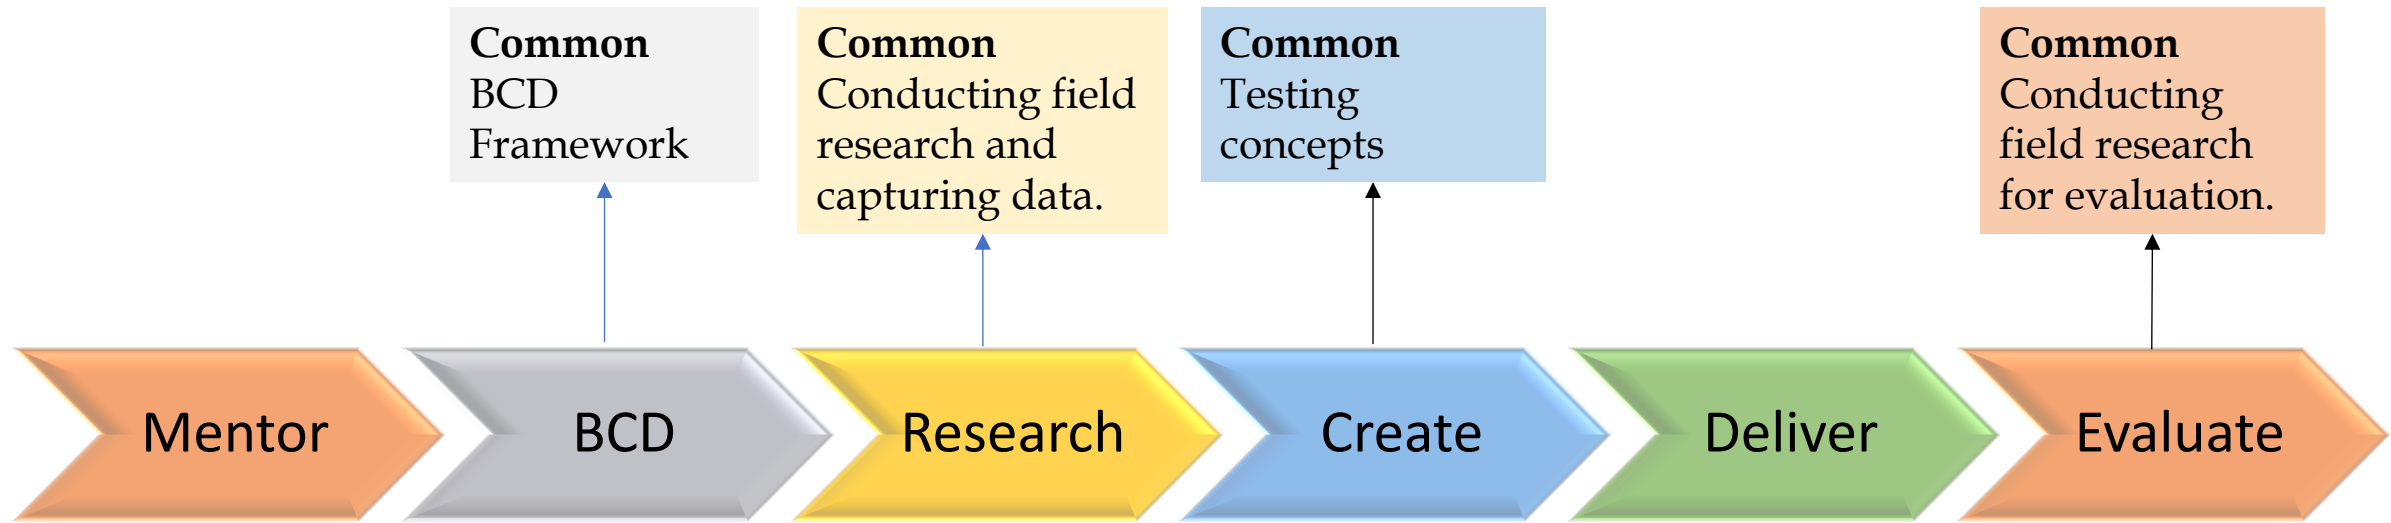 Common
BCD
Framework
Common
Conducting field
research and
capturing data.
Common
Testing
concepts
Common
Conducting
field research
for evaluation.
Mentor
BCD
Research
Create
Deliver
Evaluate